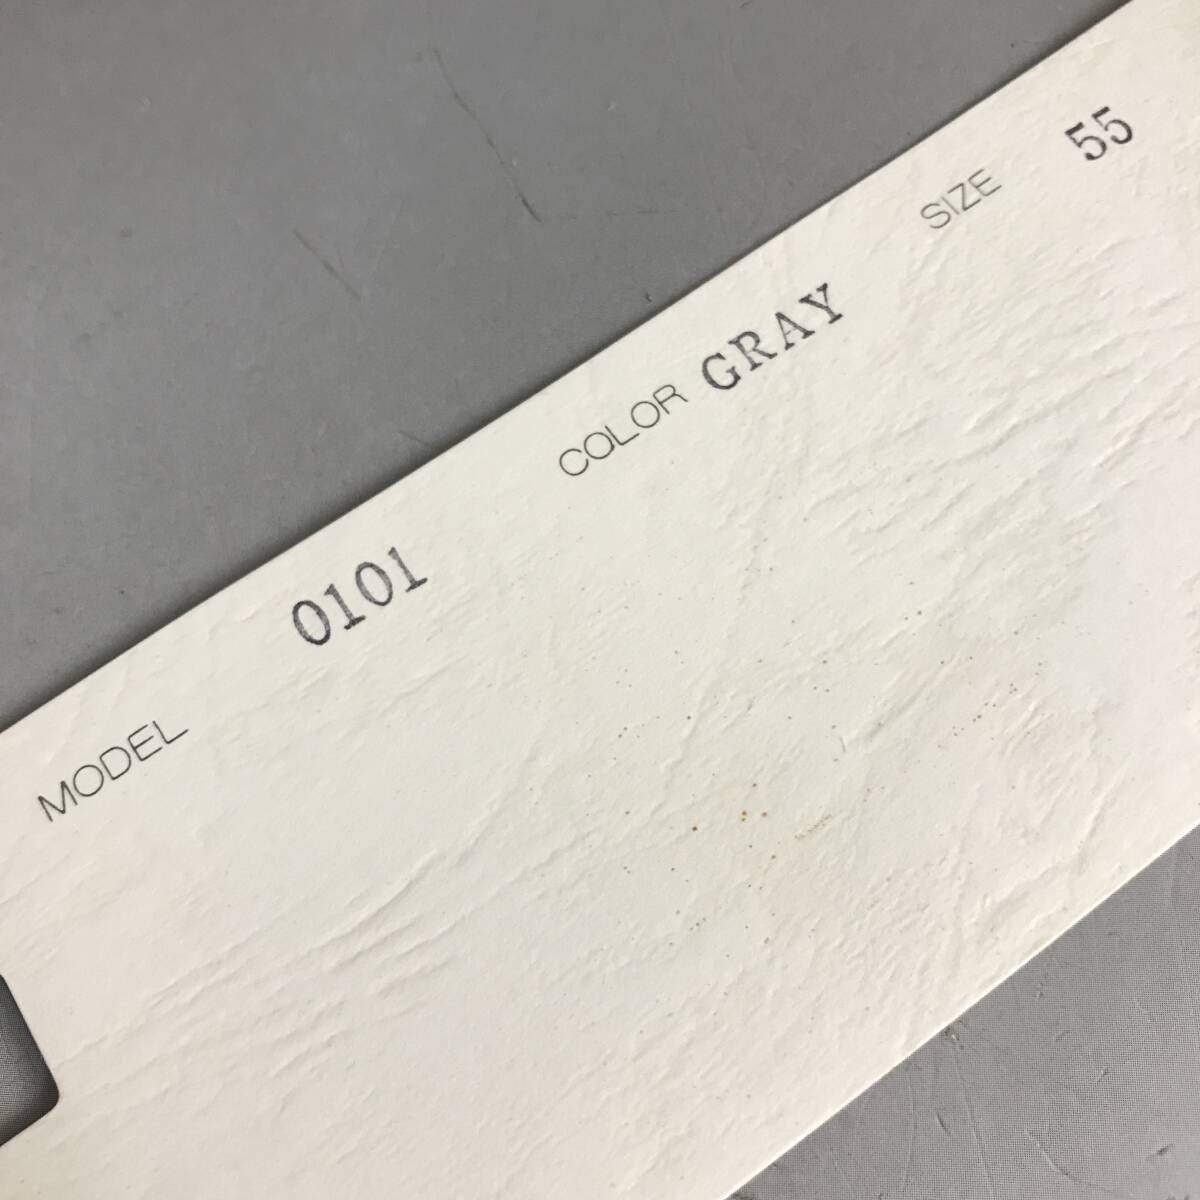 MODEL 0101 COLOR GRAY SIZE 55